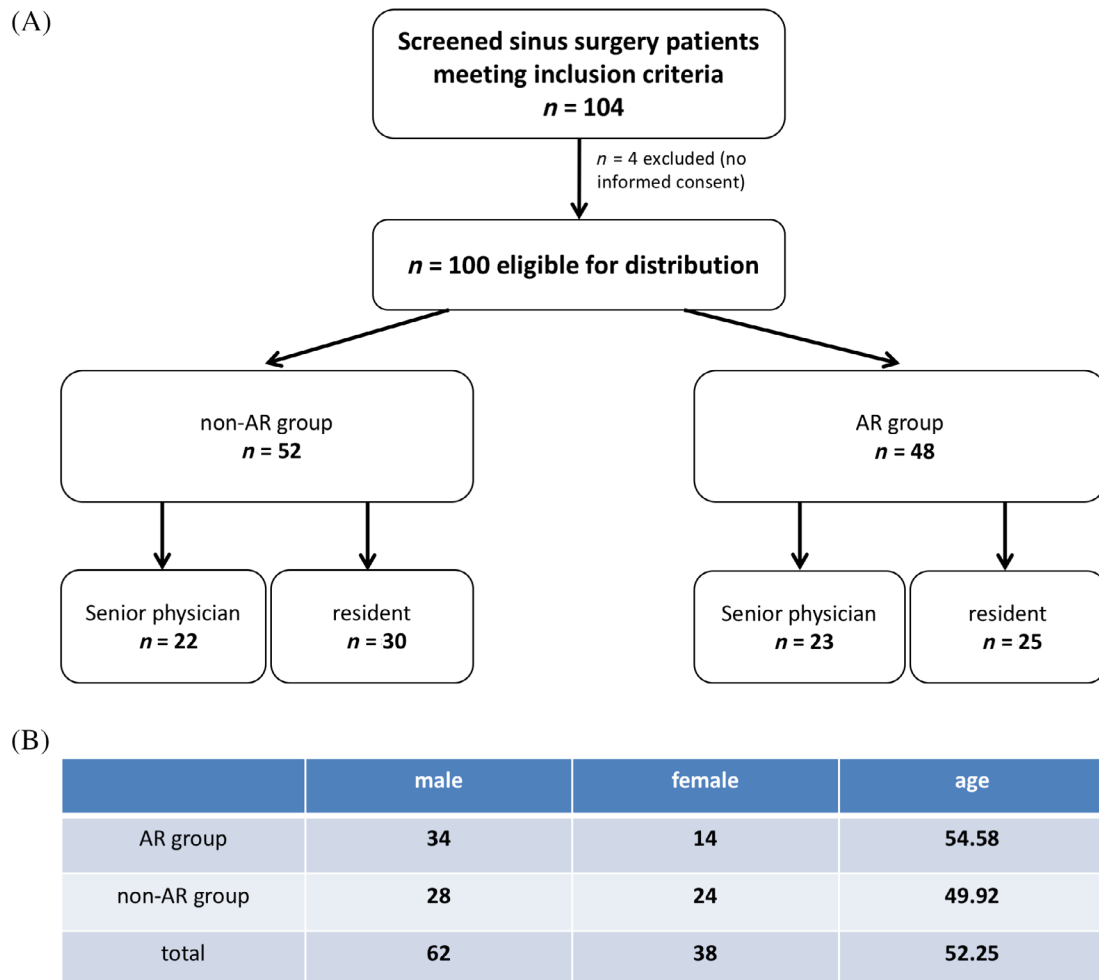 (A)
Screened sinus surgery patients
meeting inclusion criteria
n = 104
n = 4 excluded (no
informed consent)
n = 100 eligible for distribution
non-AR group
n = 52
AR group
n = 48
Senior physician
n = 22
resident
n = 30
Senior physician
n = 23
resident
n = 25
(B)
male female age
AR group 34 14 54.58
non-AR group 28 24 49.92
total 62 38 52.25